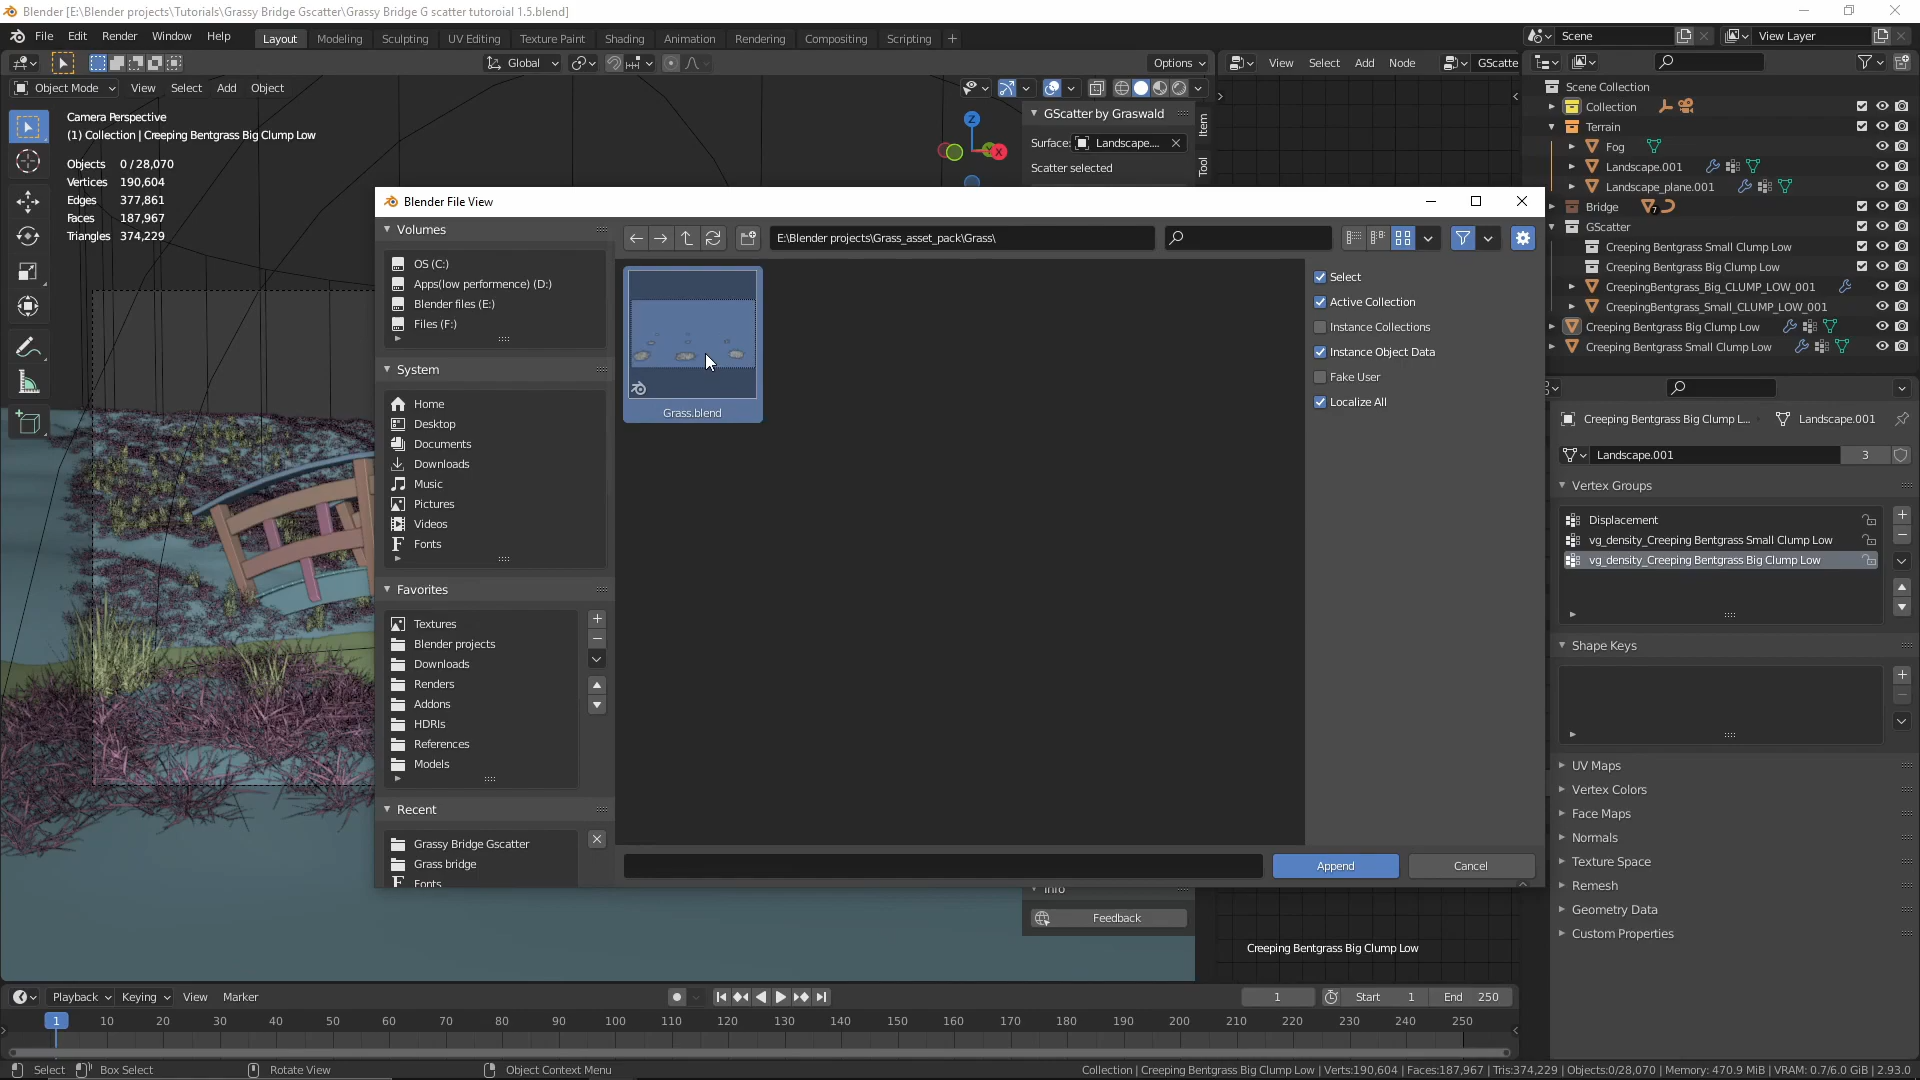 Blender [E:\Blender projects\Tutorials\Grassy Bridge Gscatter\Grassy Bridge G scatter tutoroial 1.5.blend]
File Edit Render Window Help
Layout Modeling Sculpting UV Editing Texture Paint Shading Animation Rendering Compositing Scripting +
Scene
View Layer
Global
Options
View Select Add Node
GScatte
Object Mode View Select Add Object
Camera Perspective
(1) Collection | Creeping Bentgrass Big Clump Low
Objects 0/28,070
Vertices 190,604
Edges 377,861
Faces 187,967
Triangles 374,229
Z
X
GScatter by Graswald
Surface: Landscape....
Scatter selected
Item
Tool
Scene Collection
Collection
Terrain
Fog
Landscape.001
Landscape_plane.001
Bridge 7
GScatter
Creeping Bentgrass Small Clump Low
Creeping Bentgrass Big Clump Low
CreepingBentgrass_Big_CLUMP_LOW_001
CreepingBentgrass_Small_CLUMP_LOW_001
Creeping Bentgrass Big Clump Low
Creeping Bentgrass Small Clump Low
Blender File View
Volumes
OS (C:)
Apps(low performence) (D:)
Blender files (E:)
Files (F:)
System
Home
Desktop
Documents
Downloads
Music
Pictures
Videos
Fonts
Favorites
Textures
Blender projects
Downloads
Renders
Addons
HDRIs
References
Models
Recent
Grassy Bridge Gscatter
Grass bridge
Fonts
E:\Blender projects\Grass_asset_pack\Grass\
Grass.blend
Select
Active Collection
Instance Collections
Instance Object Data
Fake User
Localize All
Append
Cancel
Info
Feedback
Creeping Bentgrass Big Clump Low
Creeping Bentgrass Big Clump L... Landscape.001
Landscape.001 3
Vertex Groups
Displacement
vg_density_Creeping Bentgrass Small Clump Low
vg_density_Creeping Bentgrass Big Clump Low
Shape Keys
UV Maps
Vertex Colors
Face Maps
Normals
Texture Space
Remesh
Geometry Data
Custom Properties
Playback Keying View Marker
1 Start 1 End 250
1 10 20 30 40 50 60 70 80 90 100 110 120 130 140 150 160 170 180 190 200 210 220 230 240 250
Select Box Select Rotate View Object Context Menu
Collection | Creeping Bentgrass Big Clump Low | Verts:190,604 | Faces:187,967 | Tris:374,229 | Objects:0/28,070 | Memory: 470.9 MiB | VRAM: 0.7/6.0 GiB | 2.93.0